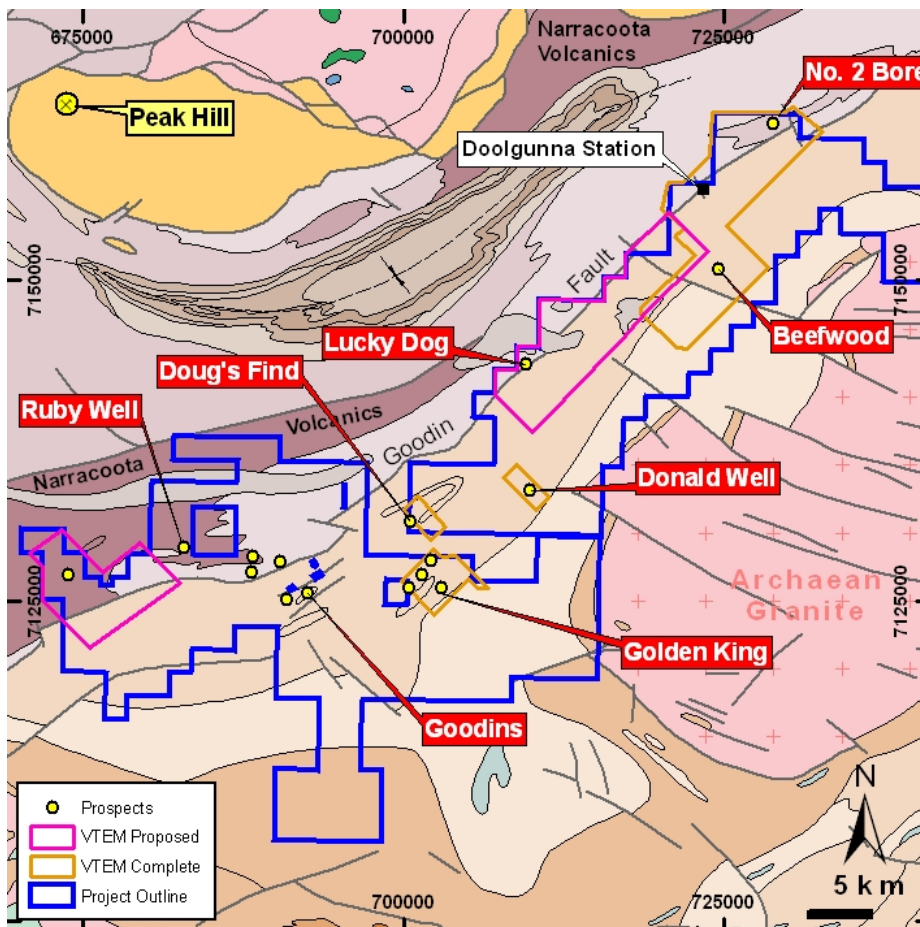 675000
700000
725000
Narracoota
Volcanics
No. 2 Bore
Peak Hill
Doolgunna Station
7150000
7150000
Fault
Beefwood
Lucky Dog
Doug's Find
Ruby Well
Volcanics
Goodin
Narracoota
Donald Well
7125000
7125000
Archaean
Granite
Golden King
Goodins
Prospects
VTEM Proposed
VTEM Complete
Project Outline
N
5 km
700000
725000